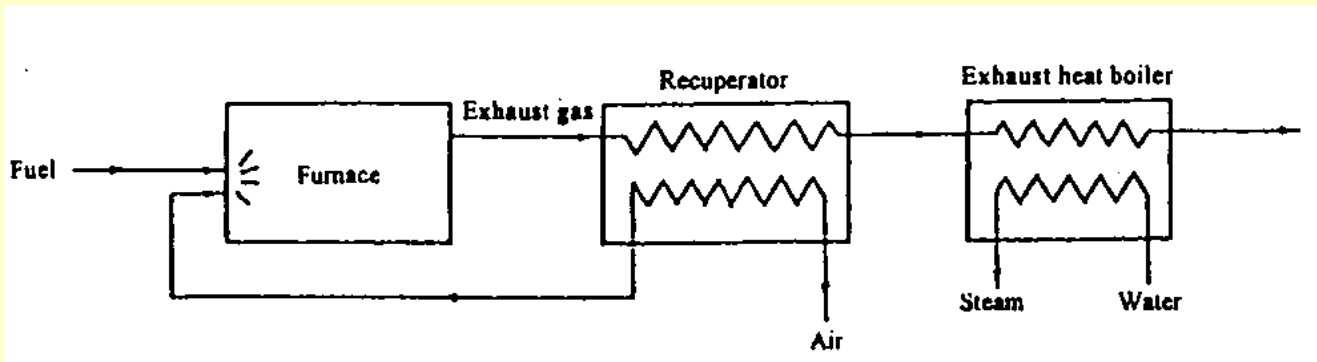 Recuperator
Exhaust heat boiler
Exhaust gas
Fuel
Furnace
Steam
Water
Air